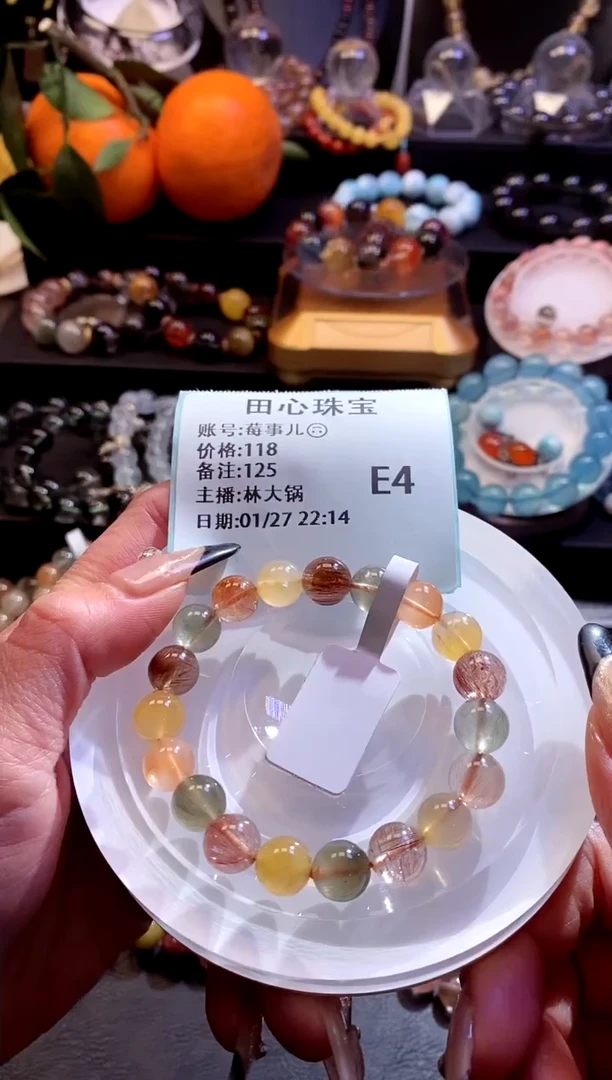 田心珠宝
账号:莓事儿🙃
价格:118
备注:125
主播:林大锅
日期:01/27 22:14
E4